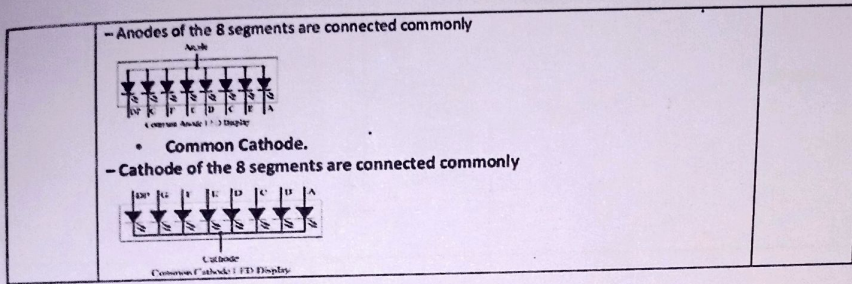 – Anodes of the 8 segments are connected commonly
Anode
DP G F E D C B A
Common Anode LED Display
• Common Cathode.
– Cathode of the 8 segments are connected commonly
DP G F E D C B A
Cathode
Common Cathode LED Display